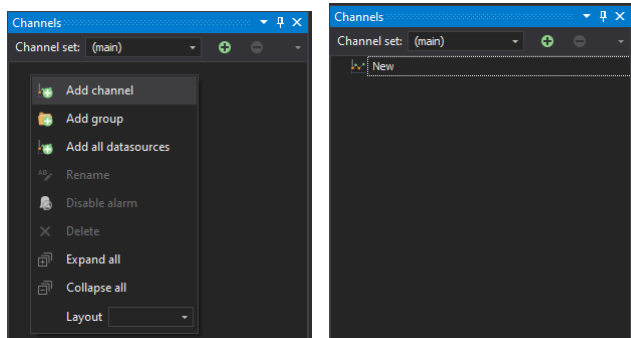 Channels
Channel set: (main)
Add channel
Add group
Add all datasources
Rename
Disable alarm
Delete
Expand all
Collapse all
Layout
Channels
Channel set: (main)
New